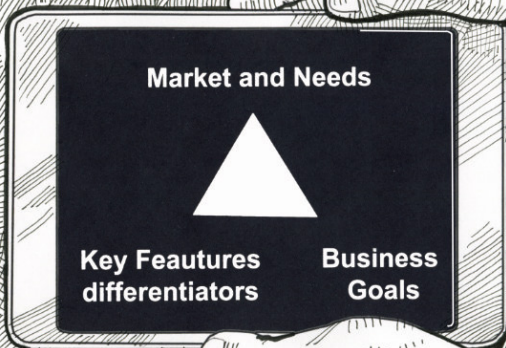 Market and Needs
Key Feautures
differentiators
Business
Goals